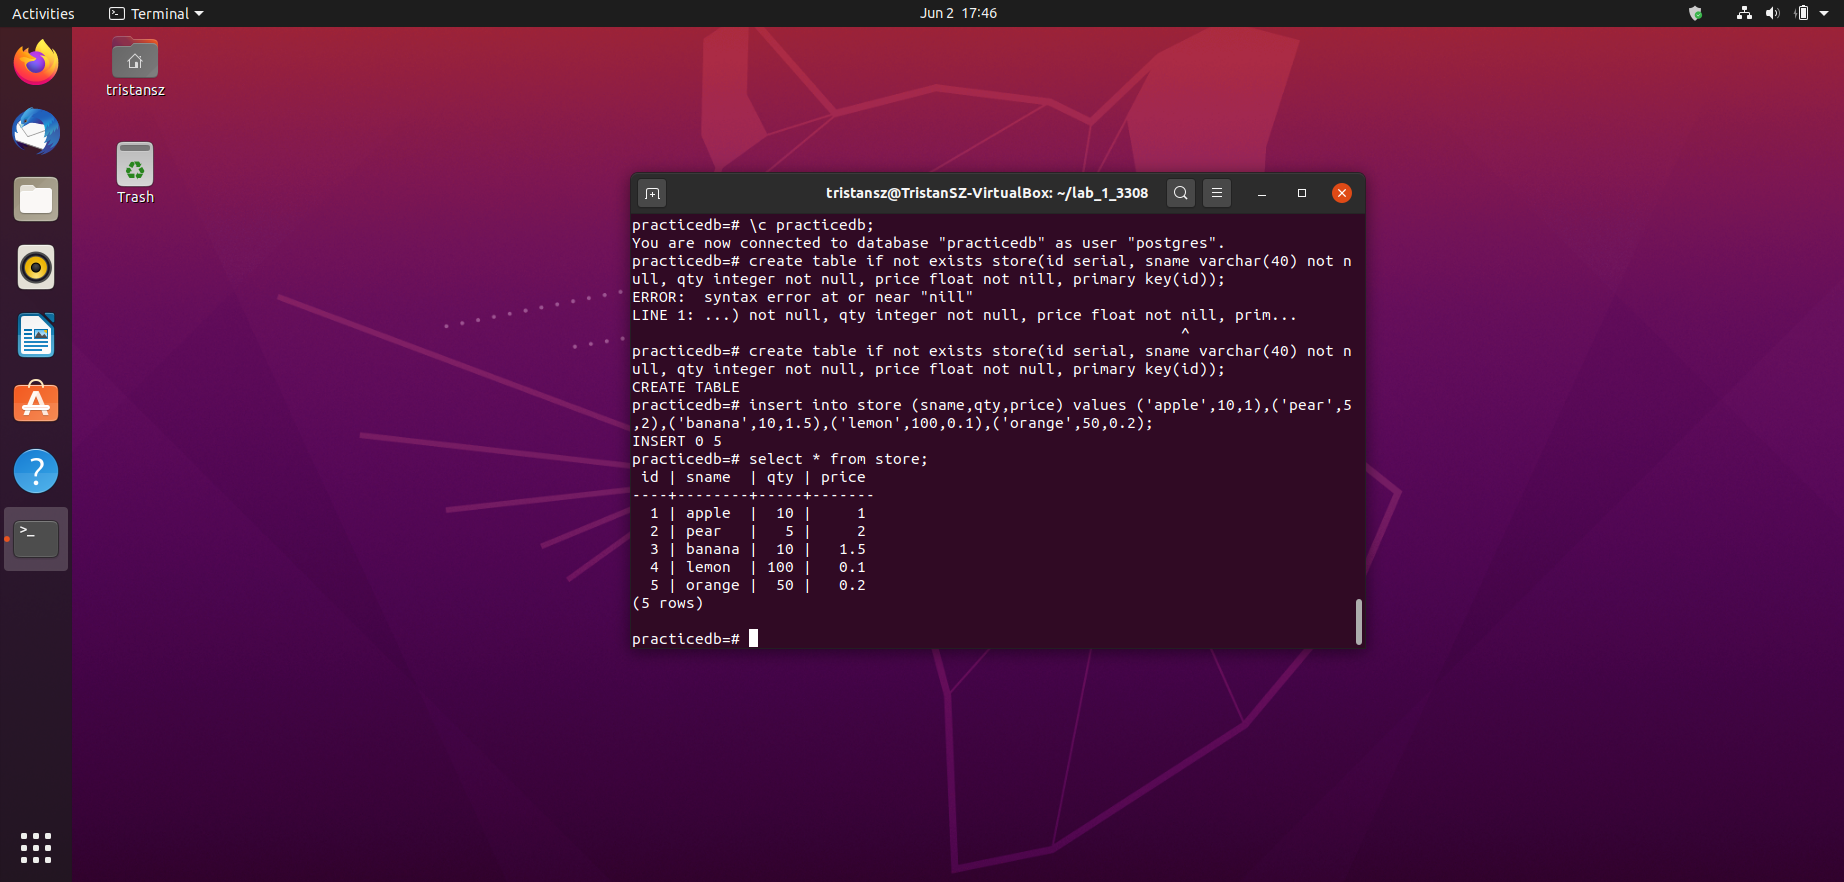 Activities
Terminal
Jun 2 17:46
tristansz
Trash
tristansz@TristanSZ-VirtualBox: ~/lab_1_3308
practicedb=# \c practicedb;
You are now connected to database "practicedb" as user "postgres".
practicedb=# create table if not exists store(id serial, sname varchar(40) not n
ull, qty integer not null, price float not nill, primary key(id));
ERROR:  syntax error at or near "nill"
LINE 1: ...) not null, qty integer not null, price float not nill, prim...
^
practicedb=# create table if not exists store(id serial, sname varchar(40) not n
ull, qty integer not null, price float not null, primary key(id));
CREATE TABLE
practicedb=# insert into store (sname,qty,price) values ('apple',10,1),('pear',5
,2),('banana',10,1.5),('lemon',100,0.1),('orange',50,0.2);
INSERT 0 5
practicedb=# select * from store;
 id | sname  | qty | price
----+--------+-----+-------
  1 | apple  |  10 |     1
  2 | pear   |   5 |     2
  3 | banana |  10 |   1.5
  4 | lemon  | 100 |   0.1
  5 | orange |  50 |   0.2
(5 rows)
practicedb=#